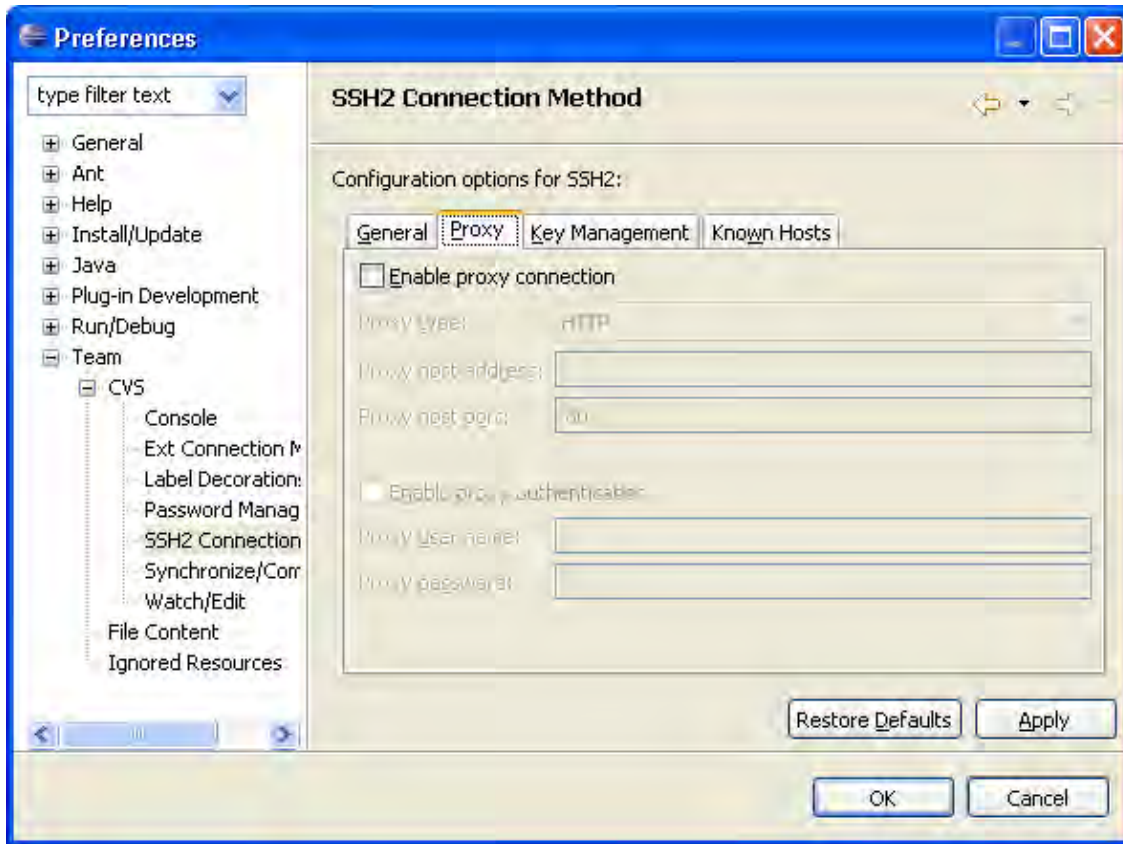 Preferences
type filter text
General
Ant
Help
Install/Update
Java
Plug-in Development
Run/Debug
Team
CVS
Console
Ext Connection M
Label Decorations
Password Manag
SSH2 Connection
Synchronize/Com
Watch/Edit
File Content
Ignored Resources
SSH2 Connection Method
Configuration options for SSH2:
General Proxy Key Management Known Hosts
Enable proxy connection
Proxy type: HTTP
Proxy host address:
Proxy host port: 80
Enable proxy authentication
Proxy user name:
Proxy password:
Restore Defaults Apply
OK Cancel